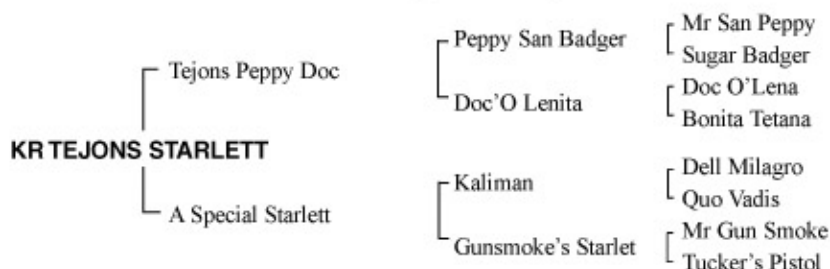 Mr San Peppy
Peppy San Badger
Sugar Badger
Tejons Peppy Doc
Doc O'Lena
Doc'O Lenita
Bonita Tetana
KR TEJONS STARLETT
Dell Milagro
Kaliman
Quo Vadis
A Special Starlett
Mr Gun Smoke
Gunsmoke's Starlet
Tucker's Pistol